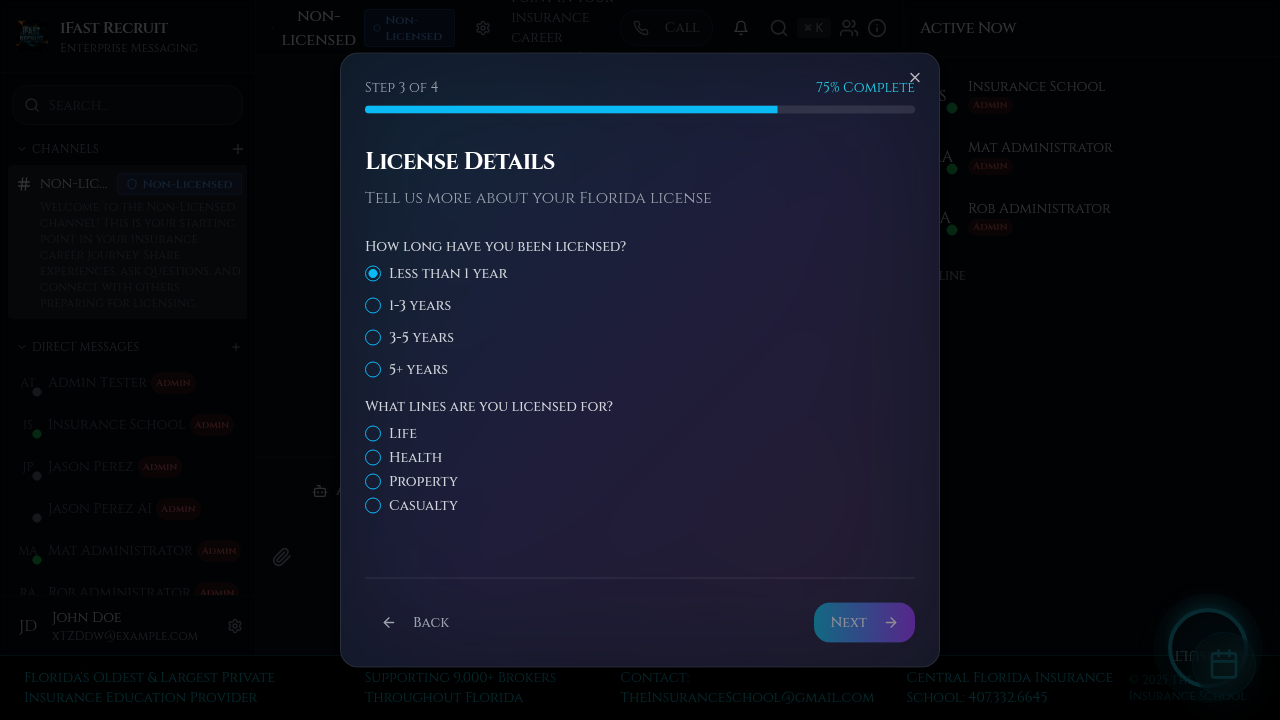 iFast Recruit
Enterprise Messaging
Search...
Channels
non-lic...
Non-Licensed
Welcome to the Non-Licensed
channel! This is your starting
point in your insurance
career journey. Share
experiences, ask questions, and
connect with others
preparing for licensing.
Direct Messages
AT
Admin Tester
Admin
IS
Insurance School
Admin
JP
Jason Perez
Admin
Jason Perez AI
Admin
MA
Mat Administrator
Admin
RA
Rob Administrator
Admin
JD
John Doe
xTZDdw@example.com
non-
licensed
Non-
Licensed
point in your
insurance
career
Call
⌘ K
Active Now
Insurance School
Admin
Mat Administrator
Admin
Rob Administrator
Admin
Step 3 of 4
75% Complete
License Details
Tell us more about your Florida license
How long have you been licensed?
Less than 1 year
1-3 years
3-5 years
5+ years
What lines are you licensed for?
Life
Health
Property
Casualty
Back
Next
Florida's Oldest & Largest Private
Insurance Education Provider
Supporting 9,000+ Brokers
Throughout Florida
Contact:
TheInsuranceSchool@gmail.com
Central Florida Insurance
School: 407.332.6645
© 2025 The
Insurance School